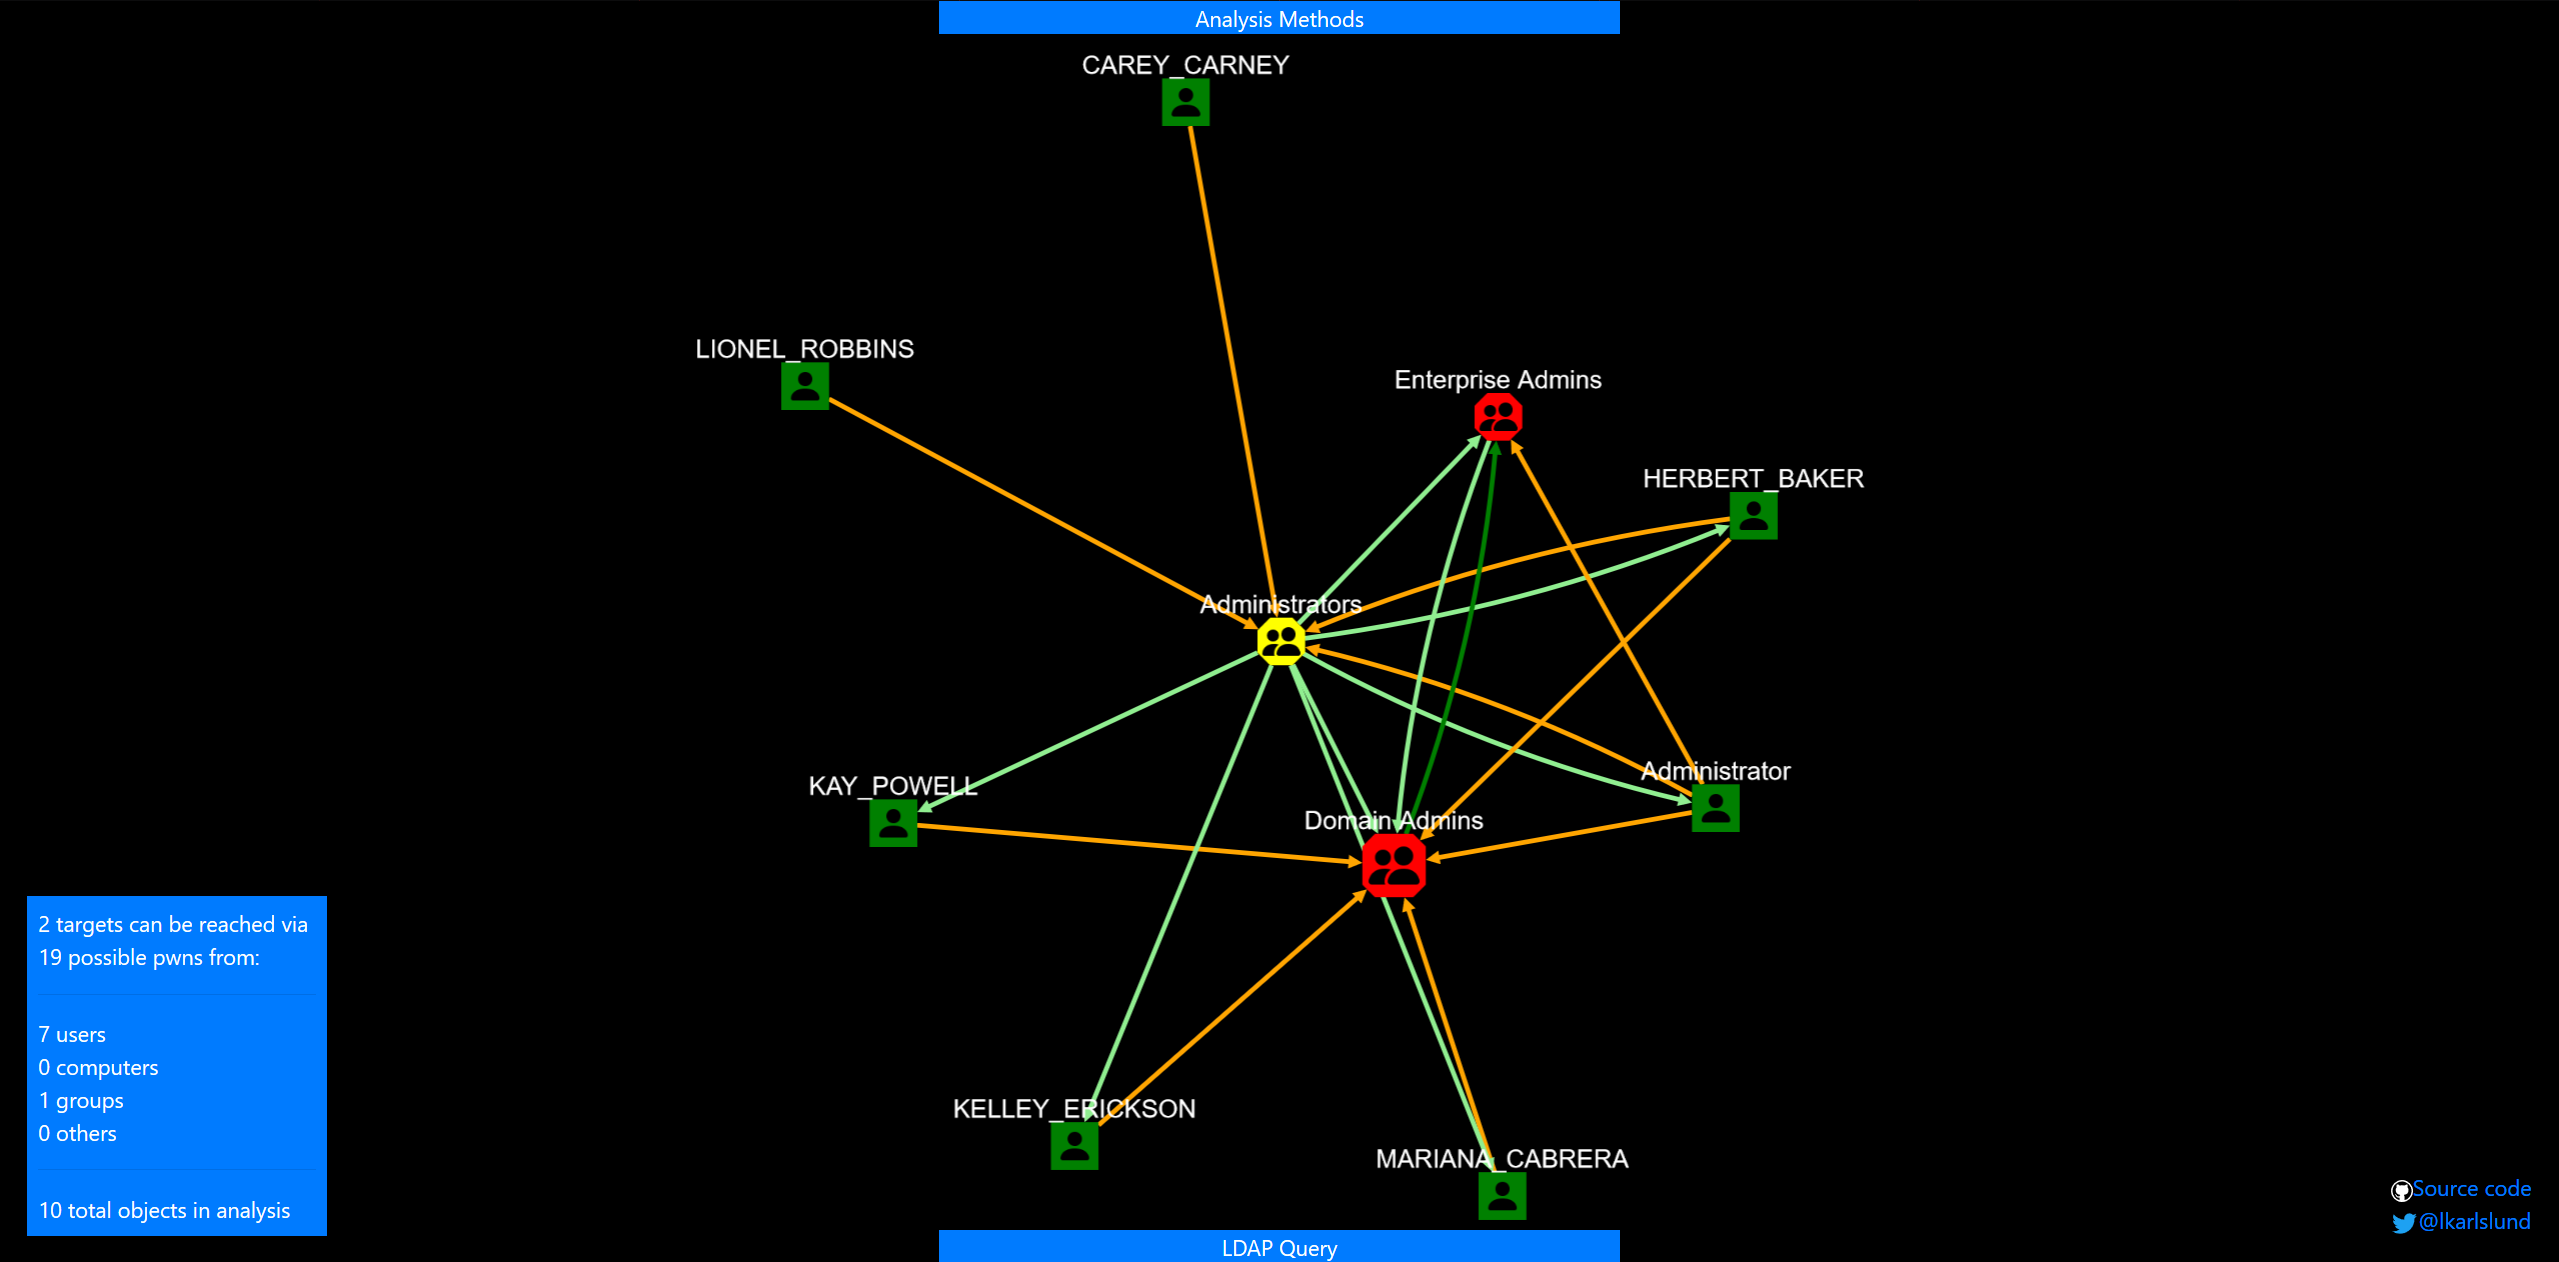 Analysis Methods
CAREY_CARNEY
LIONEL_ROBBINS
Enterprise Admins
HERBERT_BAKER
Administrators
KAY_POWELL
Administrator
Domain Admins
KELLEY_ERICKSON
MARIANA_CABRERA
2 targets can be reached via
19 possible pwns from:
7 users
0 computers
1 groups
0 others
10 total objects in analysis
Source code
@lkarlslund
LDAP Query